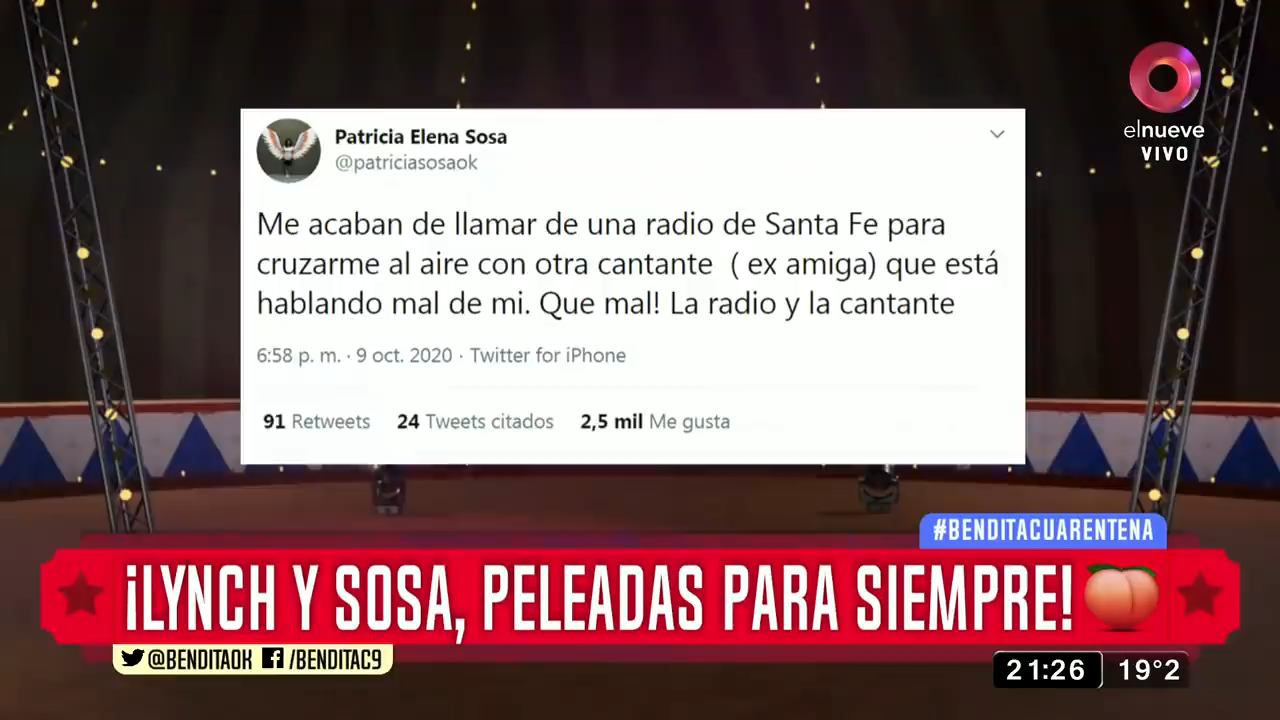 elnueve
VIVO
Patricia Elena Sosa
@patriciasosaok
Me acaban de llamar de una radio de Santa Fe para
cruzarme al aire con otra cantante ( ex amiga) que está
hablando mal de mi. Que mal! La radio y la cantante
6:58 p. m. · 9 oct. 2020 · Twitter for iPhone
91 Retweets 24 Tweets citados 2,5 mil Me gusta
#BENDITACUARENTENA
¡LYNCH Y SOSA, PELEADAS PARA SIEMPRE!
@BENDITAOK /BENDITAC9
21:26 19°2